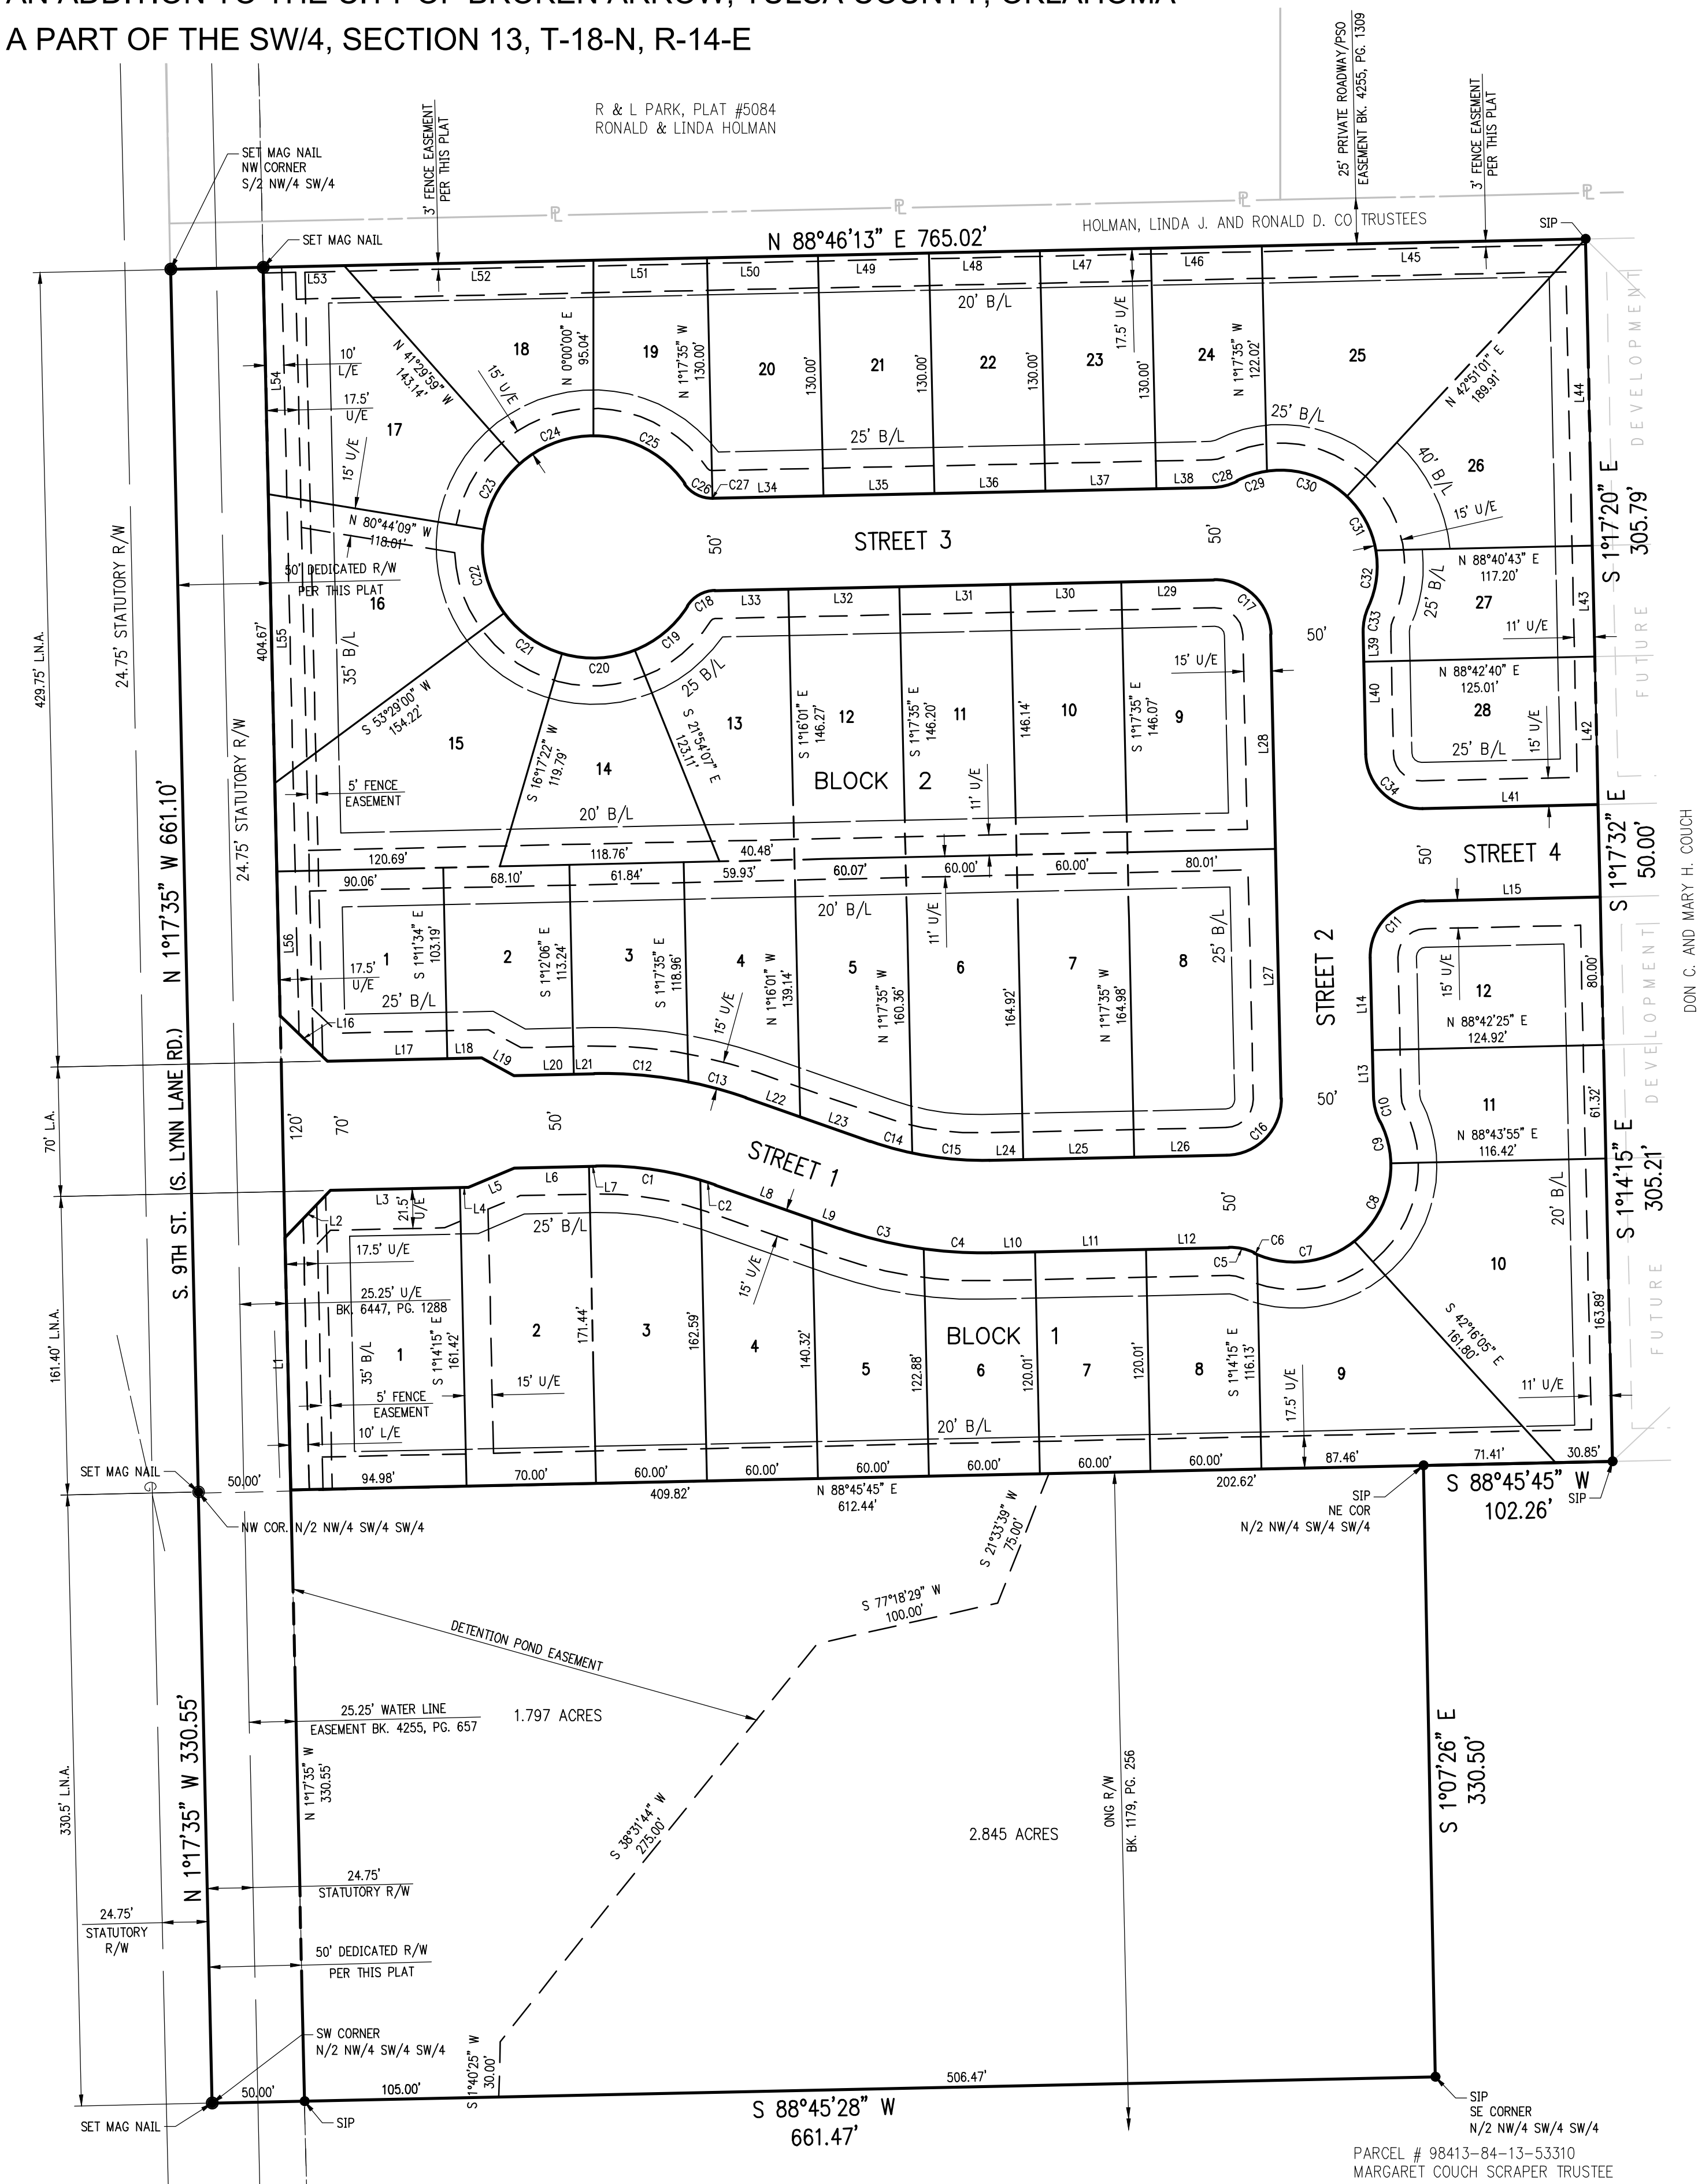 AN ADDITION TO THE CITY OF BROKEN ARROW, TULSA COUNTY, OKLAHOMA
A PART OF THE SW/4, SECTION 13, T-18-N, R-14-E
R & L PARK, PLAT #5084
RONALD & LINDA HOLMAN
25' PRIVATE ROADWAY/PSO
EASEMENT BK. 4255, PG. 1309
3' FENCE EASEMENT
PER THIS PLAT
3' FENCE EASEMENT
PER THIS PLAT
SET MAG NAIL
NW CORNER
S/2 NW/4 SW/4
SET MAG NAIL
HOLMAN, LINDA J. AND RONALD D. CO TRUSTEES
SIP
N 88°46'13" E 765.02'
L53
L52
L51
L50
L49
L48
L47
L46
L45
20' B/L
17.5' U/E
10'
L/E
L54
17.5'
U/E
15' U/E
17
N 41°29'59" W
143.14'
18
15' U/E
N 0°00'00" E
95.04'
19
N 1°17'35" W
130.00'
20
130.00'
21
130.00'
22
130.00'
23
130.00'
24
N 1°17'35" W
122.02'
25
N 42°51'01" E
189.91'
26
L44
S 1°17'20" E
305.79'
FUTURE DEVELOPMENT
C24
C25
C23
C26
C27
25' B/L
25' B/L
40' B/L
L34
L35
L36
L37
L38
C28
C29
C30
C31
15' U/E
N 80°44'09" W
118.01'
50' DEDICATED R/W
PER THIS PLAT
16
C22
50'
STREET 3
50'
C32
N 88°40'43" E
117.20'
27
L43
11' U/E
25' B/L
C33
L39
24.75' STATUTORY R/W
24.75' STATUTORY R/W
429.75' L.N.A.
404.67'
L55
35' B/L
C21
C20
C19
C18
L33
L32
L31
L30
L29
C17
50'
S 53°29'00" W
154.22'
25 B/L
15' U/E
N 88°42'40" E
125.01'
28
L40
L42
15' U/E
25' B/L
C34
L41
15
S 16°17'22" W
119.79'
14
S 21°54'07" E
123.11'
13
S 1°16'01" E
146.27'
12
S 1°17'35" E
146.20'
11
146.14'
10
S 1°17'35" E
146.07'
9
L28
BLOCK 2
11' U/E
5' FENCE
EASEMENT
20' B/L
S 1°17'32" E
50.00'
50'
STREET 4
DON C. AND MARY H. COUCH
N 1°17'35" W 661.10'
120.69'
118.76'
40.48'
90.06'
68.10'
61.84'
59.93'
60.07'
60.00'
60.00'
80.01'
20' B/L
11' U/E
25' B/L
L15
C11
L56
17.5'
U/E
1
S 1°11'34" E
103.19'
2
S 1°12'06" E
113.24'
3
S 1°17'35" E
118.96'
4
N 1°16'01" W
139.14'
5
N 1°17'35" W
160.36'
6
164.92'
7
N 1°17'35" W
164.98'
8
L27
STREET 2
L14
15' U/E
12
80.00'
N 88°42'25" E
124.92'
25' B/L
15' U/E
L16
L17
L18
L19
L20
L21
C12
C13
L22
L23
C14
C15
L24
L25
L26
C16
50'
L13
C10
C9
11
61.32'
N 88°43'55" E
116.42'
S 1°14'15" E
305.21'
FUTURE DEVELOPMENT
70' L.A.
S. 9TH ST. (S. LYNN LANE RD.)
120'
70'
50'
STREET 1
50'
C8
20' B/L
L2
L3
21.5'
U/E
L4
L5
L6
L7
C1
C2
L8
L9
C3
C4
L10
L11
L12
C5
C6
C7
25' B/L
17.5' U/E
25.25' U/E
BK. 6447, PG. 1288
15' U/E
161.40' L.N.A.
L1
35' B/L
1
S 1°14'15" E
161.42'
2
171.44'
3
162.59'
4
140.32'
5
122.88'
BLOCK 1
6
120.01'
7
120.01'
8
S 1°14'15" E
116.13'
9
17.5' U/E
S 42°16'05" E
161.80'
10
163.89'
11' U/E
5' FENCE
EASEMENT
15' U/E
10' L/E
20' B/L
SET MAG NAIL
50.00'
94.98'
70.00'
60.00'
60.00'
60.00'
60.00'
60.00'
60.00'
87.46'
71.41'
30.85'
409.82'
N 88°45'45" E
612.44'
202.62'
S 88°45'45" W
102.26'
SIP
SIP
NE COR
N/2 NW/4 SW/4 SW/4
NW COR. N/2 NW/4 SW/4 SW/4
S 21°33'39" W
75.00'
S 77°18'29" W
100.00'
DETENTION POND EASEMENT
25.25' WATER LINE
EASEMENT BK. 4255, PG. 657
1.797 ACRES
N 1°17'35" W 330.55'
N 1°17'35" W
330.55'
330.5' L.N.A.
S 38°31'44" W
275.00'
2.845 ACRES
ONG R/W
BK. 1179, PG. 256
S 1°07'26" E
330.50'
24.75'
STATUTORY R/W
24.75'
STATUTORY
R/W
50' DEDICATED R/W
PER THIS PLAT
SW CORNER
N/2 NW/4 SW/4 SW/4
S 1°40'25" W
30.00'
50.00'
105.00'
506.47'
SET MAG NAIL
SIP
S 88°45'28" W
661.47'
SIP
SE CORNER
N/2 NW/4 SW/4 SW/4
PARCEL # 98413-84-13-53310
MARGARET COUCH SCRAPER TRUSTEE